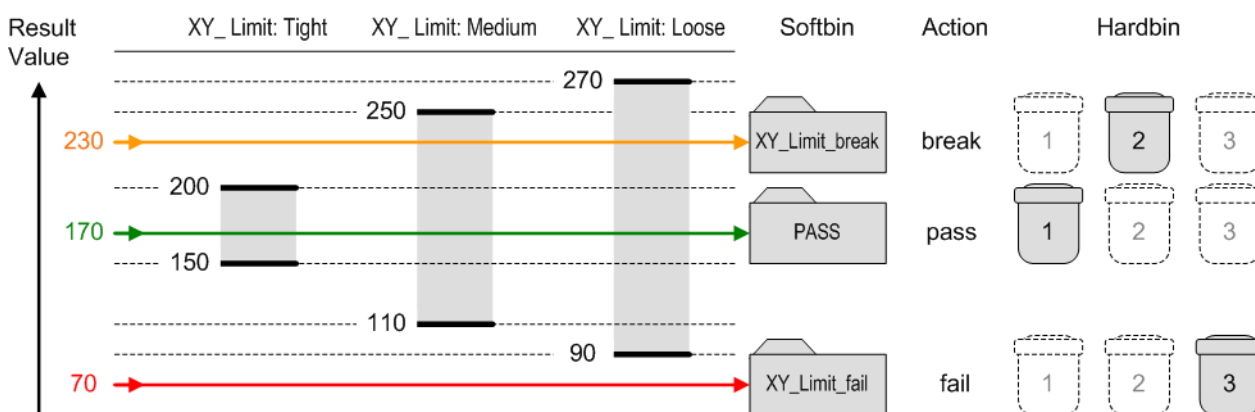 Result Value XY_ Limit: Tight XY_ Limit: Medium XY_ Limit: Loose Softbin Action Hardbin
270
250
230 XY_Limit_break break 1 2 3
200
170 PASS pass 1 2 3
150
110
90
70 XY_Limit_fail fail 1 2 3